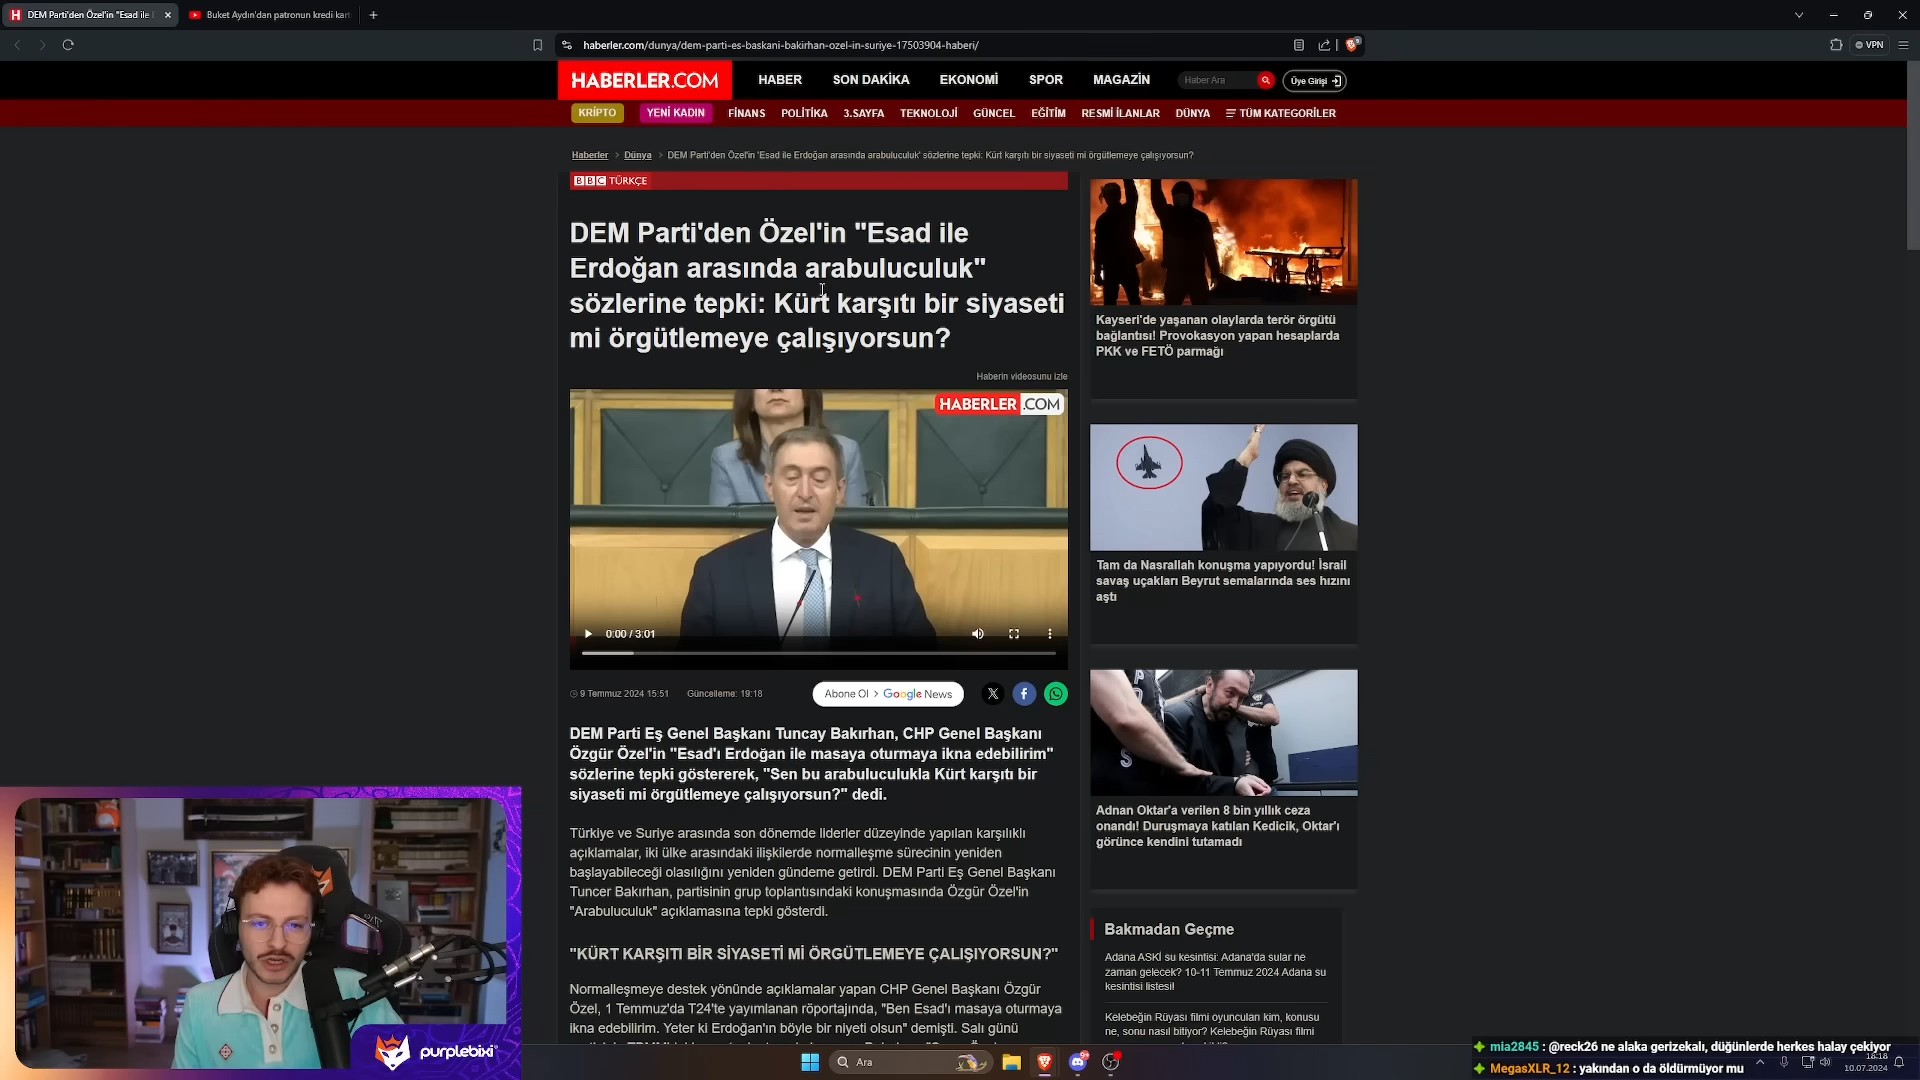 DEM Parti'den Özel'in "Esad ile E
Buket Aydın'dan patronun kredi kart
haberler.com/dunya/dem-parti-es-baskani-bakirhan-ozel-in-suriye-17503904-haberi/
VPN
HABERLER.COM
HABER
SON DAKİKA
EKONOMİ
SPOR
MAGAZİN
Haber Ara
Üye Girişi
KRİPTO
YENİ KADIN
FİNANS
POLİTİKA
3.SAYFA
TEKNOLOJİ
GÜNCEL
EĞİTİM
RESMİ İLANLAR
DÜNYA
TÜM KATEGORİLER
Haberler > Dünya > DEM Parti'den Özel'in 'Esad ile Erdoğan arasında arabuluculuk' sözlerine tepki: Kürt karşıtı bir siyaseti mi örgütlemeye çalışıyorsun?
BBC TÜRKÇE
DEM Parti'den Özel'in "Esad ile
Erdoğan arasında arabuluculuk"
sözlerine tepki: Kürt karşıtı bir siyaseti
mi örgütlemeye çalışıyorsun?
Haberin videosunu izle
HABERLER.COM
0:00 / 3:01
9 Temmuz 2024 15:51
Güncelleme: 19:18
Abone Ol > Google News
DEM Parti Eş Genel Başkanı Tuncay Bakırhan, CHP Genel Başkanı
Özgür Özel'in "Esad'ı Erdoğan ile masaya oturmaya ikna edebilirim"
sözlerine tepki göstererek, "Sen bu arabuluculukla Kürt karşıtı bir
siyaseti mi örgütlemeye çalışıyorsun?" dedi.
Türkiye ve Suriye arasında son dönemde liderler düzeyinde yapılan karşılıklı
açıklamalar, iki ülke arasındaki ilişkilerde normalleşme sürecinin yeniden
başlayabileceği olasılığını yeniden gündeme getirdi. DEM Parti Eş Genel Başkanı
Tuncer Bakırhan, partisinin grup toplantısındaki konuşmasında Özgür Özel'in
"Arabuluculuk" açıklamasına tepki gösterdi.
"KÜRT KARŞITI BİR SİYASETİ Mİ ÖRGÜTLEMEYE ÇALIŞIYORSUN?"
Normalleşmeye destek yönünde açıklamalar yapan CHP Genel Başkanı Özgür
Özel, 1 Temmuz'da T24'te yayımlanan röportajında, "Ben Esad'ı masaya oturmaya
ikna edebilirim. Yeter ki Erdoğan'ın böyle bir niyeti olsun" demişti. Salı günü
Kayseri'de yaşanan olaylarda terör örgütü
bağlantısı! Provokasyon yapan hesaplarda
PKK ve FETÖ parmağı
Tam da Nasrallah konuşma yapıyordu! İsrail
savaş uçakları Beyrut semalarında ses hızını
aştı
Adnan Oktar'a verilen 8 bin yıllık ceza
onandı! Duruşmaya katılan Kedicik, Oktar'ı
görünce kendini tutamadı
Bakmadan Geçme
Adana ASKİ su kesintisi: Adana'da sular ne
zaman gelecek? 10-11 Temmuz 2024 Adana su
kesintisi listesi!
Kelebeğin Rüyası filmi oyuncuları kim, konusu
ne, sonu nasıl bitiyor? Kelebeğin Rüyası filmi
purplebixi
Ara
mia2845 : @reck26 ne alaka gerizekalı, düğünlerde herkes halay çekiyor
MegasXLR_12 : yakından o da öldürmüyor mu
18:18
10.07.2024